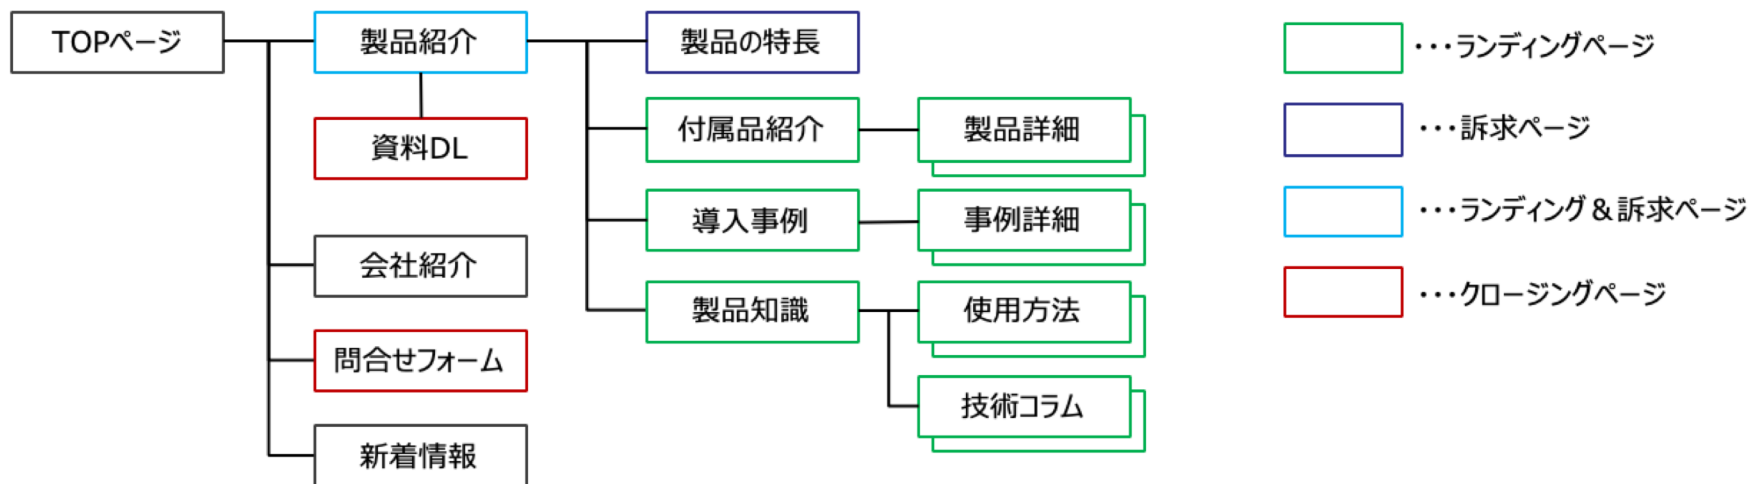 TOPページ
製品紹介
製品の特長
・・・ランディングページ
付属品紹介
製品詳細
・・・訴求ページ
資料DL
導入事例
事例詳細
・・・ランディング&訴求ページ
会社紹介
製品知識
使用方法
・・・クロージングページ
問合せフォーム
技術コラム
新着情報